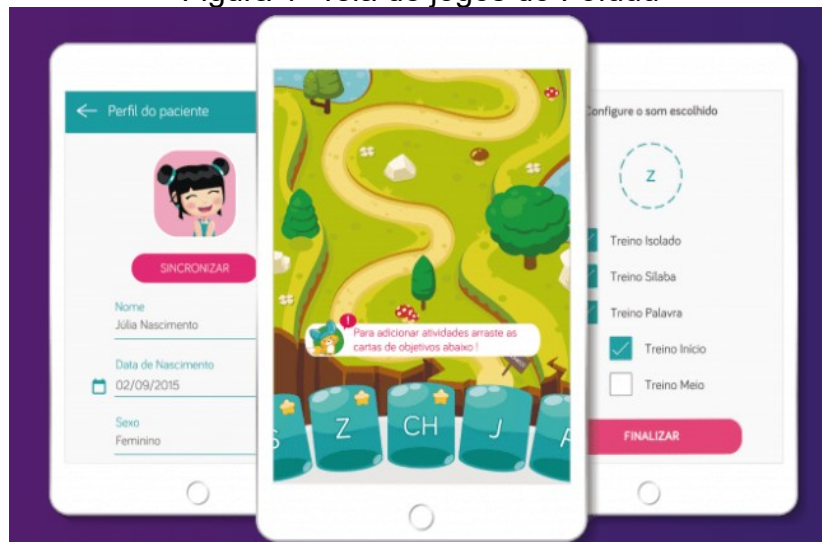 Perfil do paciente
SINCRONIZAR
Nome
Júlia Nascimento
Data de Nascimento
02/09/2015
Sexo
Feminino
Para adicionar atividades arraste as
cartas de objetivos abaixo !
S Z CH J
Configure o som escolhido
Z
Treino Isolado
Treino Sílaba
Treino Palavra
Treino Início
Treino Meio
FINALIZAR